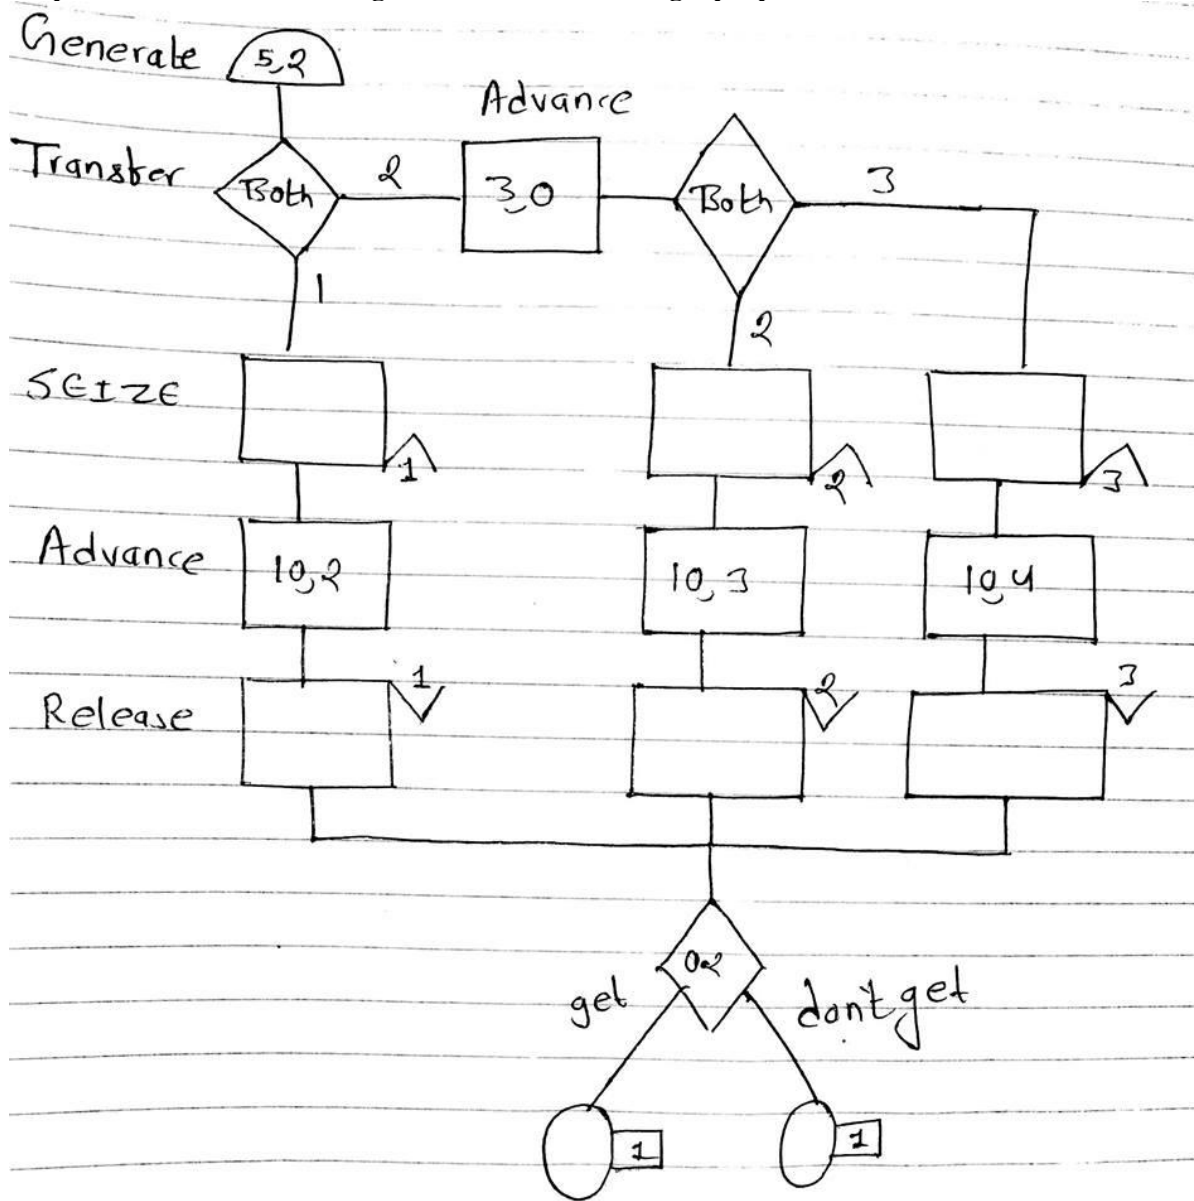 Generate 5,2
Advance
Transfer Both 2 3,0 Both 3
1
2
SEIZE
1 2 3
Advance 10,2 10,3 10,4
1 2 3
Release
0.2
get don't get
1 1